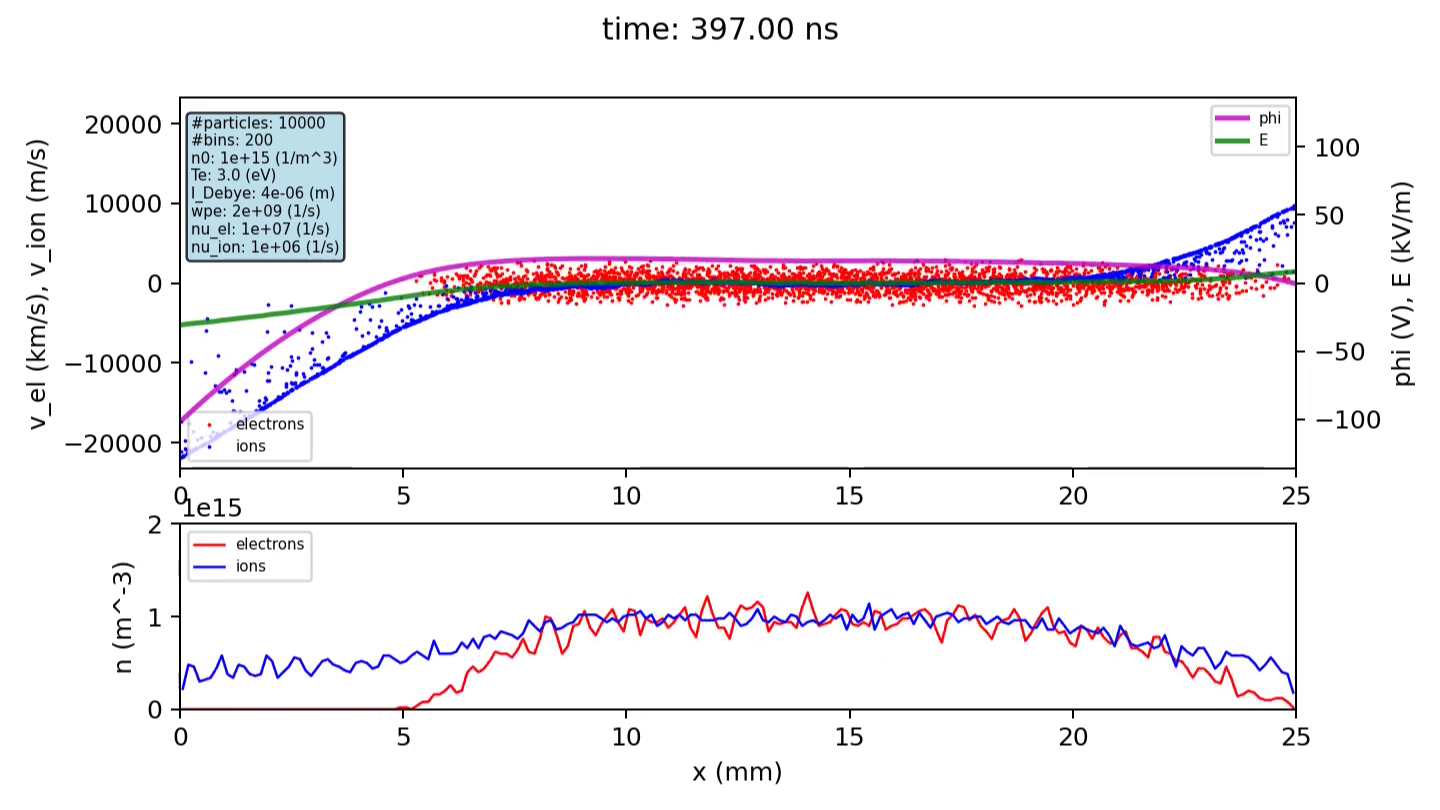 time: 397.00 ns
20000
10000
0
−10000
−20000
v_el (km/s), v_ion (m/s)
#particles: 10000
#bins: 200
n0: 1e+15 (1/m^3)
Te: 3.0 (eV)
l_Debye: 4e-06 (m)
wpe: 2e+09 (1/s)
nu_el: 1e+07 (1/s)
nu_ion: 1e+06 (1/s)
electrons
ions
phi
E
100
50
0
−50
−100
phi (V), E (kV/m)
0 5 10 15 20 25
1e15
2
1
0
n (m^-3)
electrons
ions
0 5 10 15 20 25
x (mm)